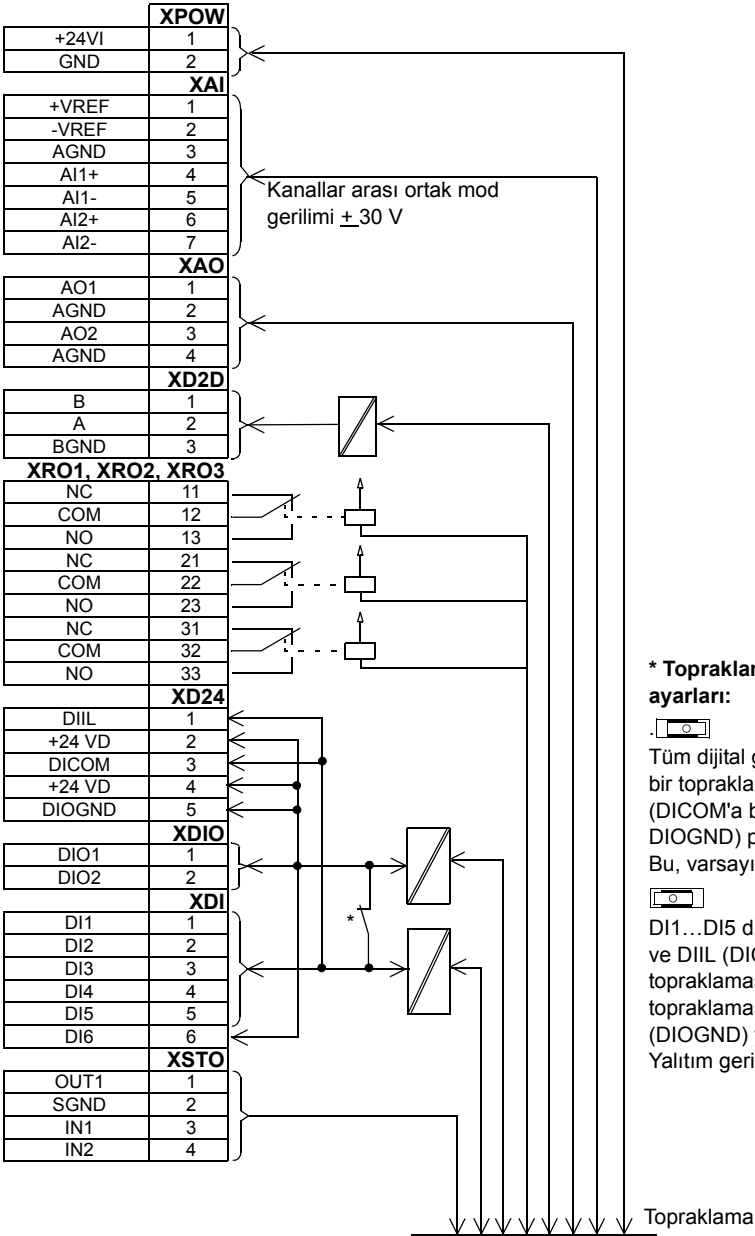 XPOW
+24VI 1
GND 2
XAI
+VREF 1
-VREF 2
AGND 3
AI1+ 4
AI1- 5
AI2+ 6
AI2- 7
Kanallar arası ortak mod
gerilimi + 30 V
XAO
AO1 1
AGND 2
AO2 3
AGND 4
XD2D
B 1
A 2
BGND 3
XRO1, XRO2, XRO3
NC 11
COM 12
NO 13
NC 21
COM 22
NO 23
NC 31
COM 32
NO 33
XD24
DIIL 1
+24 VD 2
DICOM 3
+24 VD 4
DIOGND 5
XDIO
DIO1 1
DIO2 2
XDI
DI1 1
DI2 2
DI3 3
DI4 4
DI5 5
DI6 6
*
XSTO
OUT1 1
SGND 2
IN1 3
IN2 4
* Topraklam
ayarları:
.
Tüm dijital g
bir toprakla
(DICOM'a b
DIOGND) p
Bu, varsayı
DI1…DI5 d
ve DIIL (DIC
topraklama
topraklama
(DIOGND)
Yalıtım geri
Topraklama